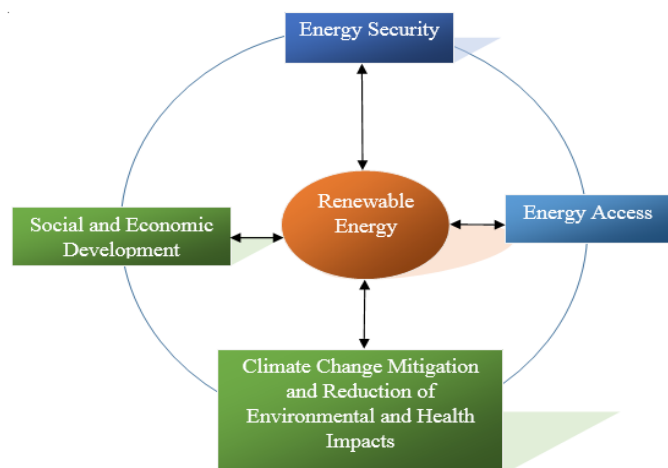 Energy Security
Renewable
Energy
Social and Economic
Development
Energy Access
Climate Change Mitigation
and Reduction of
Environmental and Health
Impacts